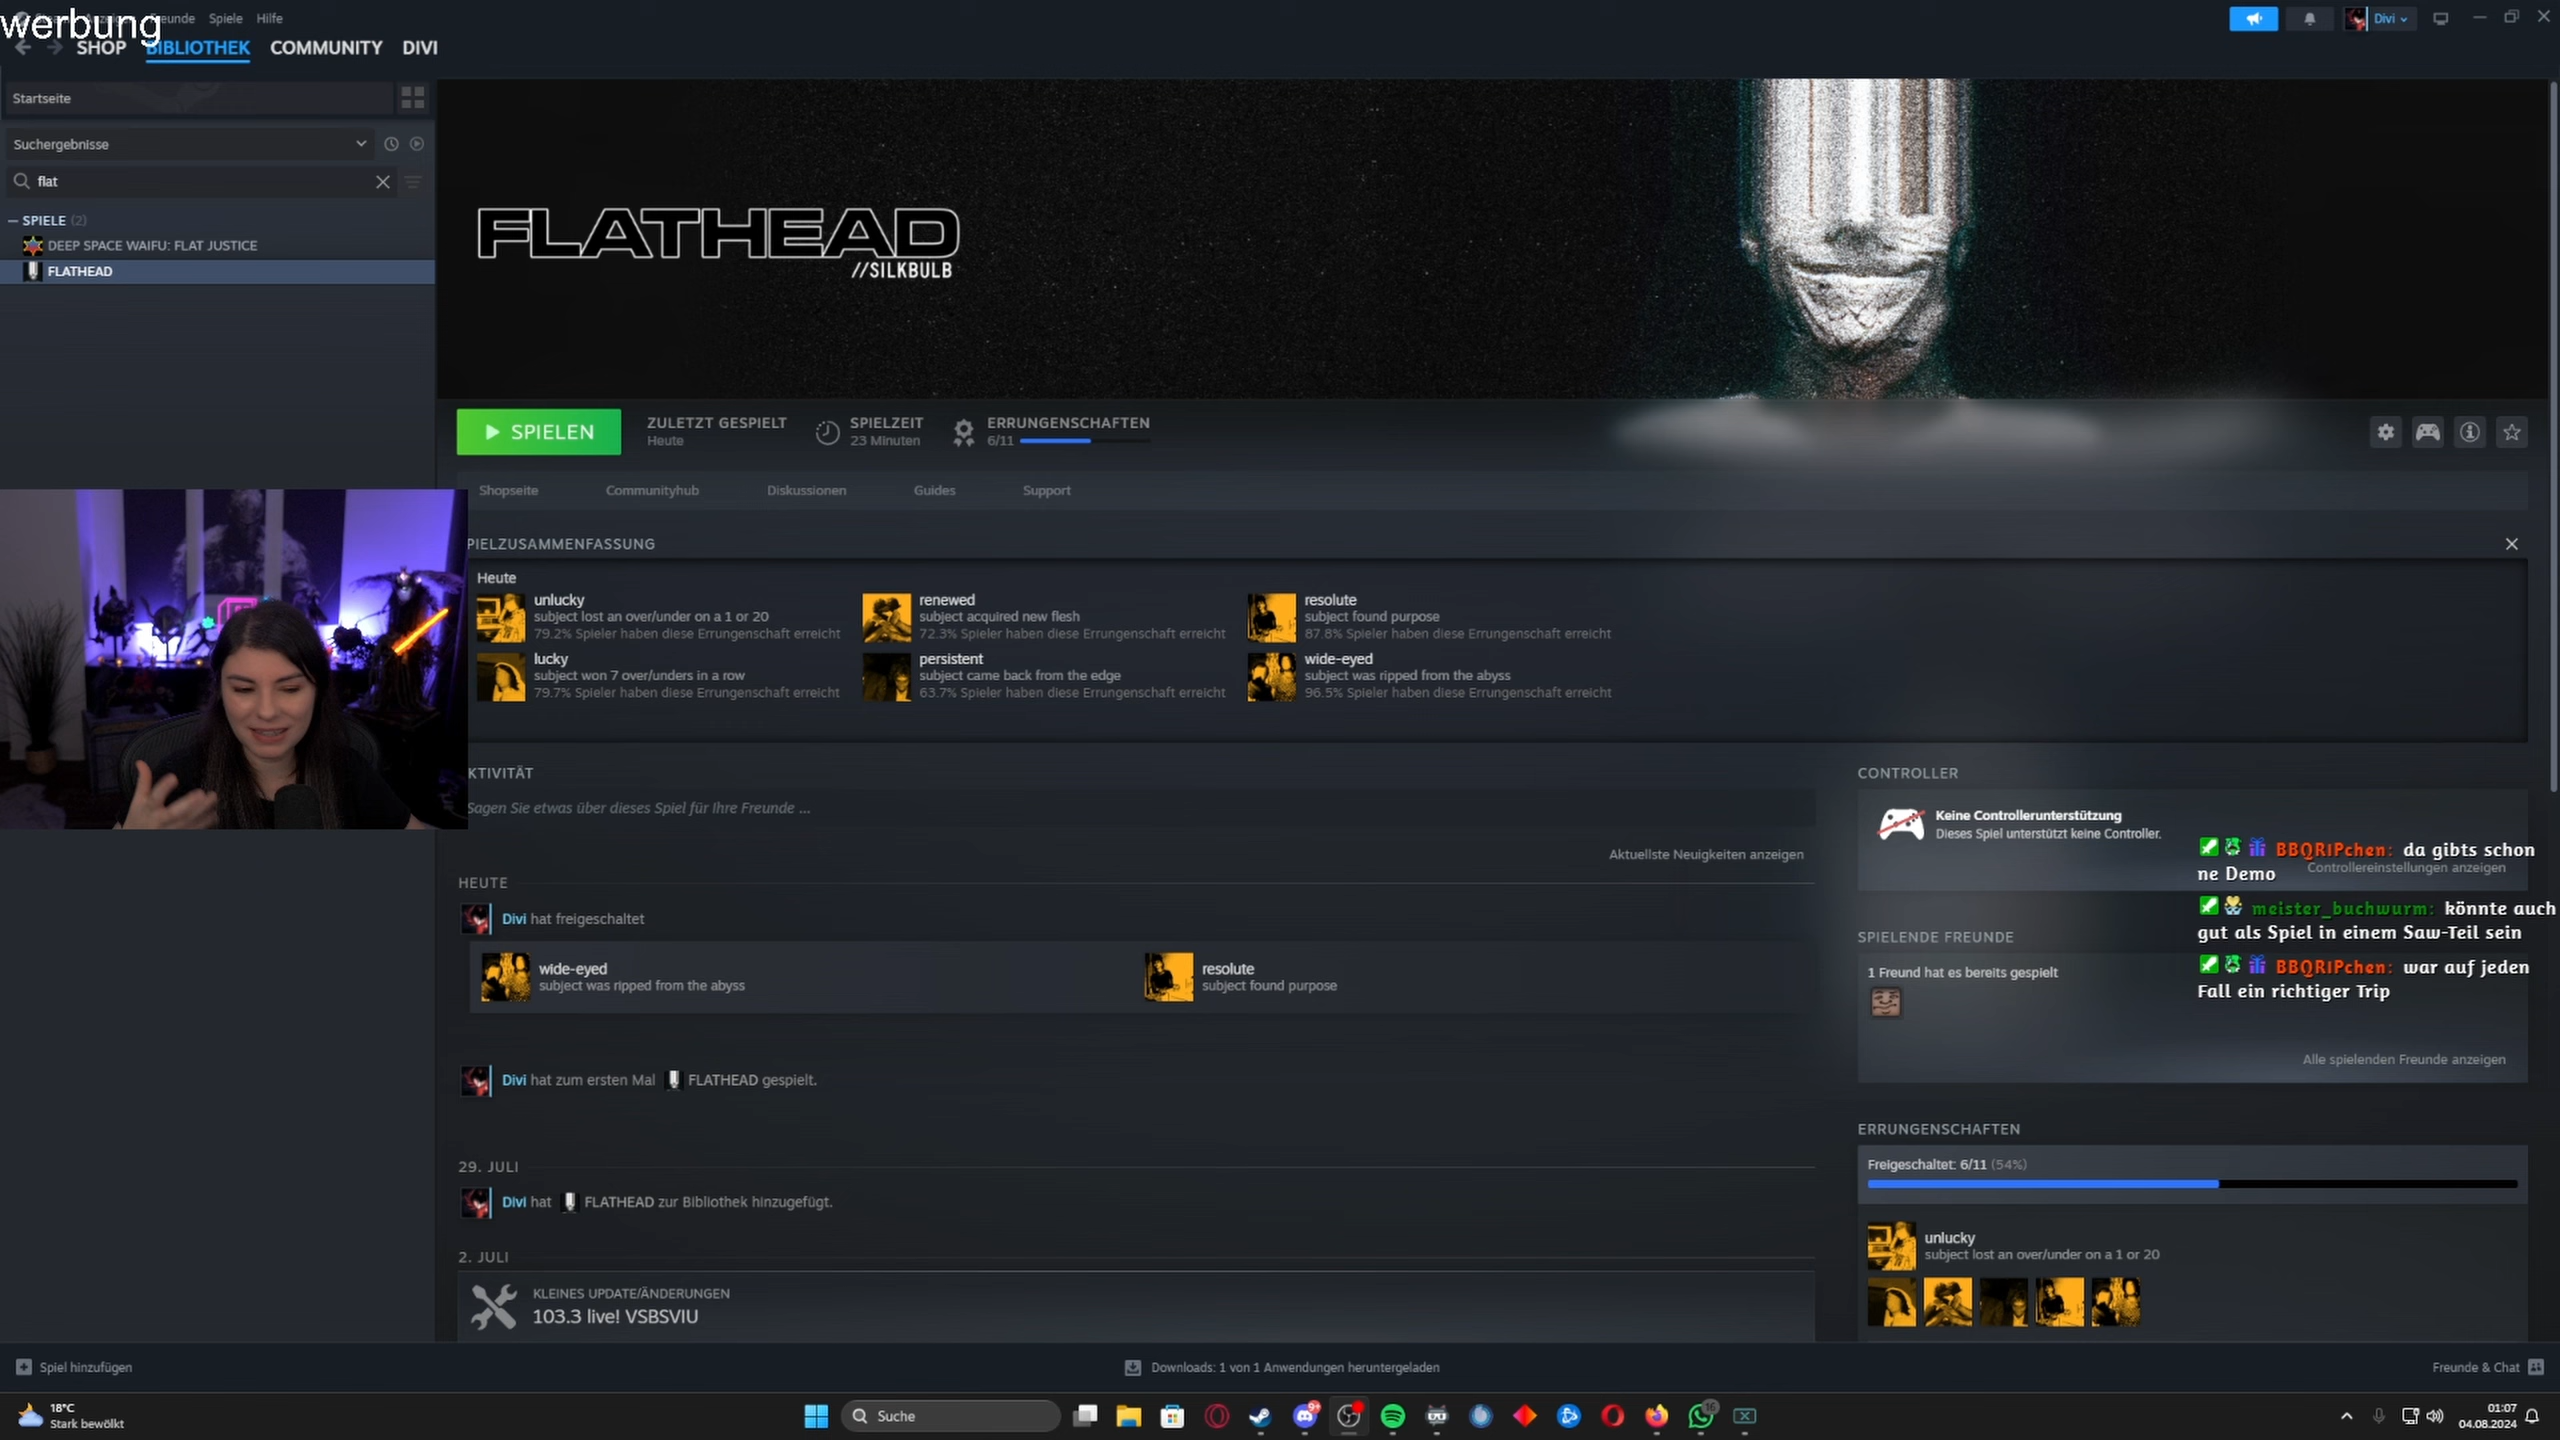 werbung
Freunde Spiele Hilfe
Divi
SHOP BIBLIOTHEK COMMUNITY DIVI
Startseite
Suchergebnisse
flat
SPIELE (2)
DEEP SPACE WAIFU: FLAT JUSTICE
FLATHEAD
FLATHEAD
//SILKBULB
SPIELEN
ZULETZT GESPIELT
Heute
SPIELZEIT
23 Minuten
ERRUNGENSCHAFTEN
6/11
Shopseite Communityhub Diskussionen Guides Support
PIELZUSAMMENFASSUNG
Heute
unlucky
subject lost an over/under on a 1 or 20
79.2% Spieler haben diese Errungenschaft erreicht
renewed
subject acquired new flesh
72.3% Spieler haben diese Errungenschaft erreicht
resolute
subject found purpose
87.8% Spieler haben diese Errungenschaft erreicht
lucky
subject won 7 over/unders in a row
79.7% Spieler haben diese Errungenschaft erreicht
persistent
subject came back from the edge
63.7% Spieler haben diese Errungenschaft erreicht
wide-eyed
subject was ripped from the abyss
96.5% Spieler haben diese Errungenschaft erreicht
KTIVITÄT
Sagen Sie etwas über dieses Spiel für Ihre Freunde ...
Aktuellste Neuigkeiten anzeigen
HEUTE
Divi hat freigeschaltet
wide-eyed
subject was ripped from the abyss
resolute
subject found purpose
Divi hat zum ersten Mal FLATHEAD gespielt.
29. JULI
Divi hat FLATHEAD zur Bibliothek hinzugefügt.
2. JULI
KLEINES UPDATE/ÄNDERUNGEN
103.3 live! VSBSVIU
CONTROLLER
Keine Controllerunterstützung
Dieses Spiel unterstützt keine Controller.
Controllereinstellungen anzeigen
BBQRIPchen: da gibts schon
ne Demo
meister_buchwurm: könnte auch
gut als Spiel in einem Saw-Teil sein
BBQRIPchen: war auf jeden
Fall ein richtiger Trip
SPIELENDE FREUNDE
1 Freund hat es bereits gespielt
Alle spielenden Freunde anzeigen
ERRUNGENSCHAFTEN
Freigeschaltet: 6/11 (54%)
unlucky
subject lost an over/under on a 1 or 20
Spiel hinzufügen
Downloads: 1 von 1 Anwendungen heruntergeladen
Freunde & Chat
18°C
Stark bewölkt
Suche
9+
16
01:07
04.08.2024